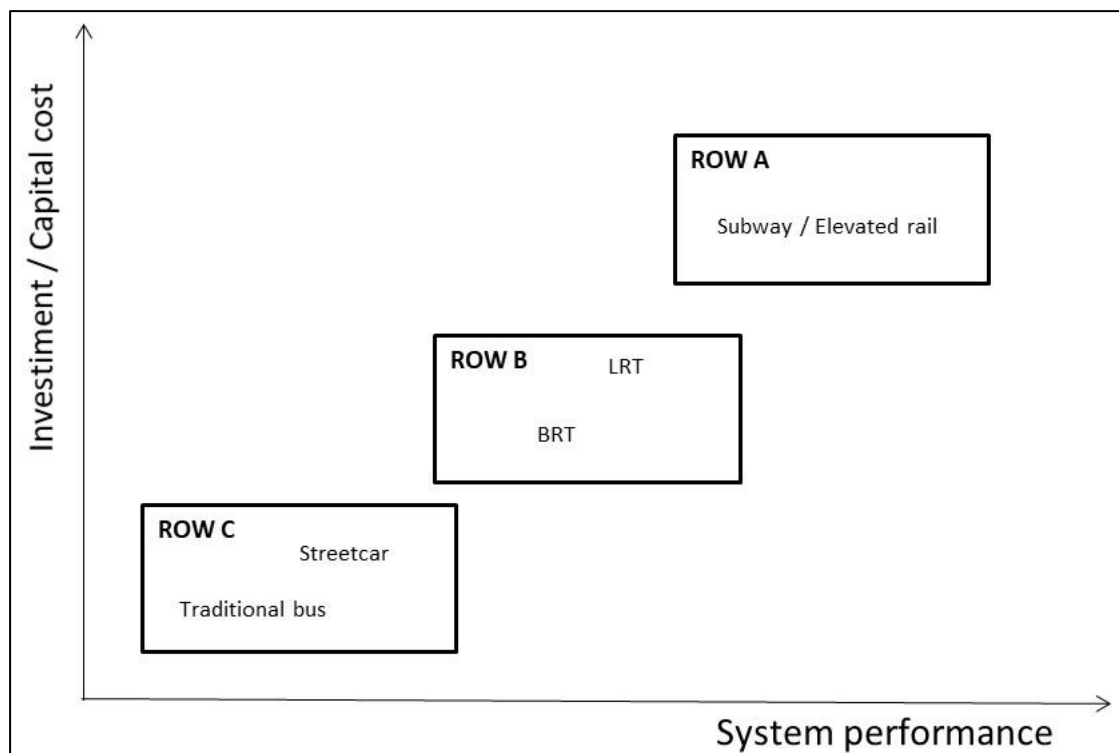 Investiment / Capital cost
ROW A
Subway / Elevated rail
ROW B
LRT
BRT
ROW C
Streetcar
Traditional bus
System performance